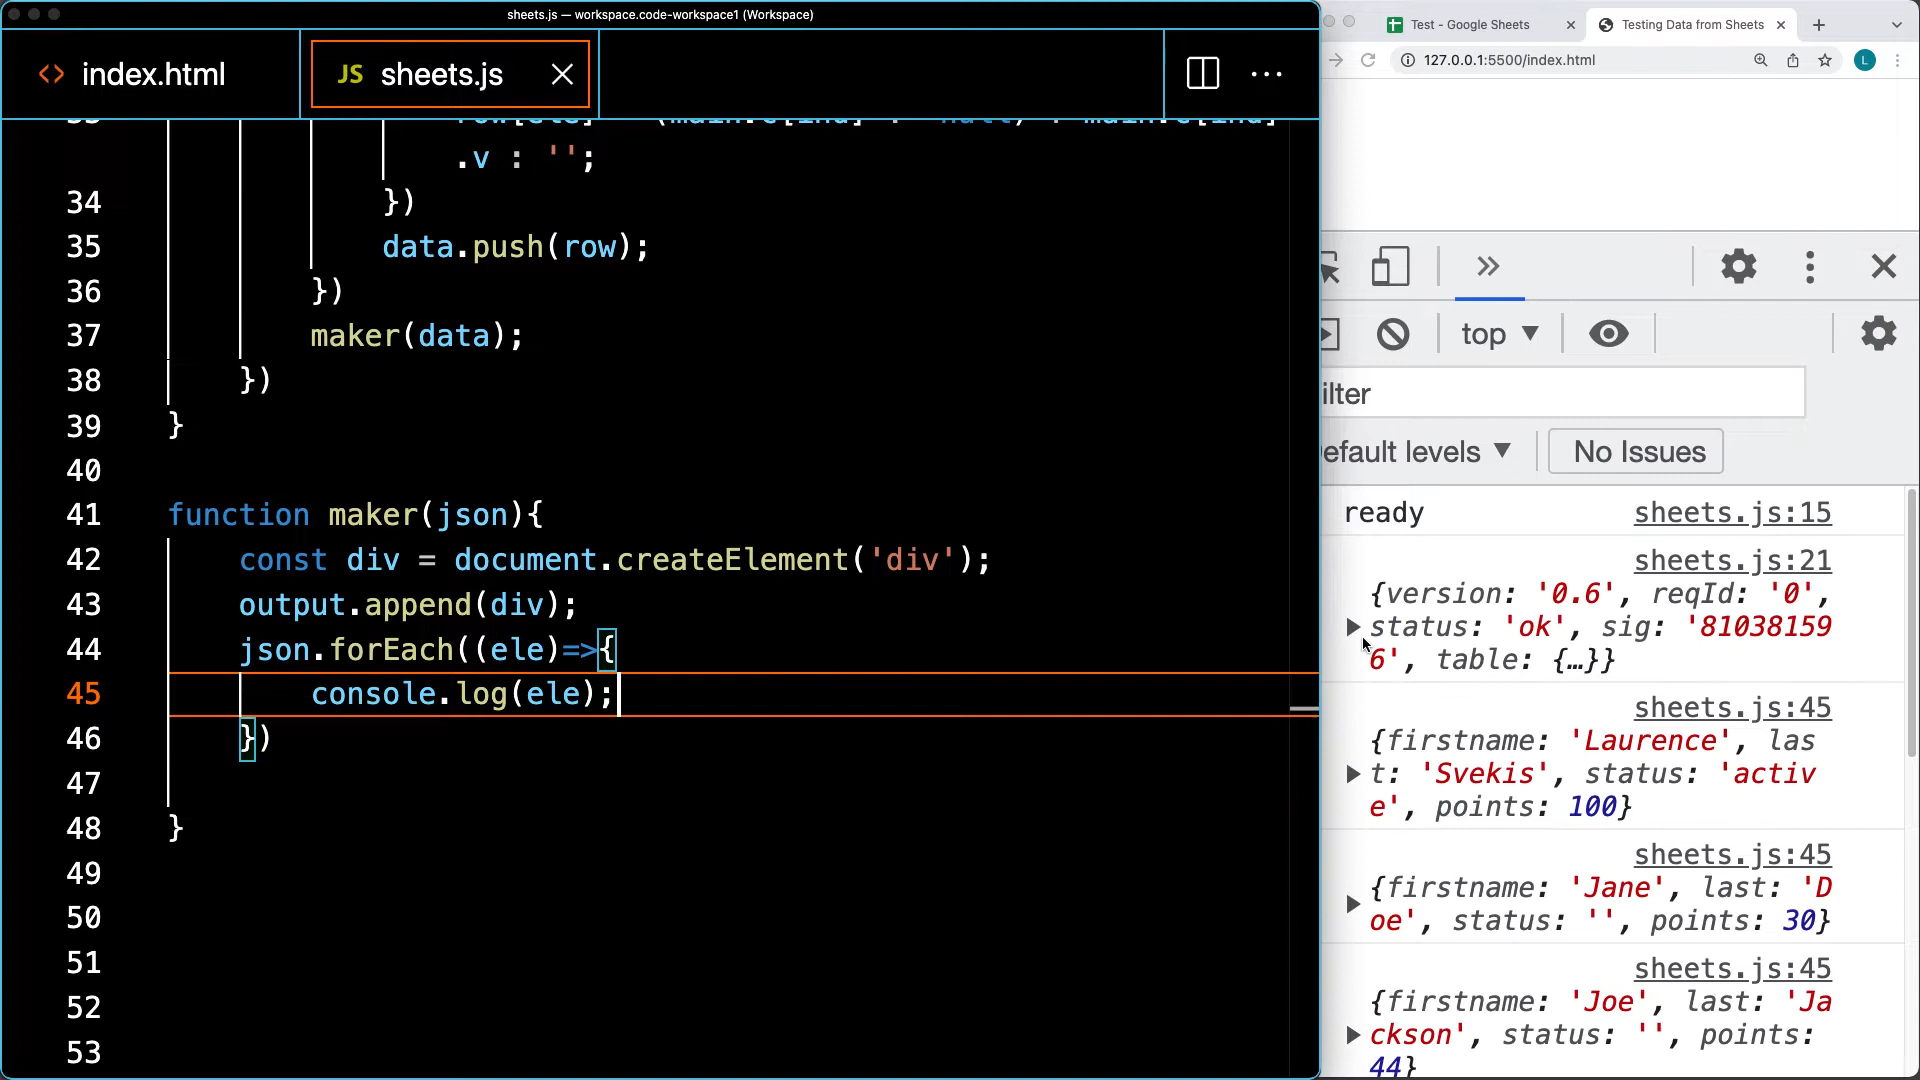 sheets.js — workspace.code-workspace1 (Workspace)
<> index.html
JS sheets.js
.v : '';
34 })
35 data.push(row);
36 })
37 maker(data);
38 })
39 }
40
41 function maker(json){
42 const div = document.createElement('div');
43 output.append(div);
44 json.forEach((ele)=>{
45 console.log(ele);
46 })
47
48 }
49
50
51
52
53
Test - Google Sheets
Testing Data from Sheets
127.0.0.1:5500/index.html
L
top
ilter
efault levels
No Issues
ready sheets.js:15
sheets.js:21
{version: '0.6', reqId: '0',
status: 'ok', sig: '81038159
6', table: {…}}
sheets.js:45
{firstname: 'Laurence', las
t: 'Svekis', status: 'activ
e', points: 100}
sheets.js:45
{firstname: 'Jane', last: 'D
oe', status: '', points: 30}
sheets.js:45
{firstname: 'Joe', last: 'Ja
ckson', status: '', points:
44}